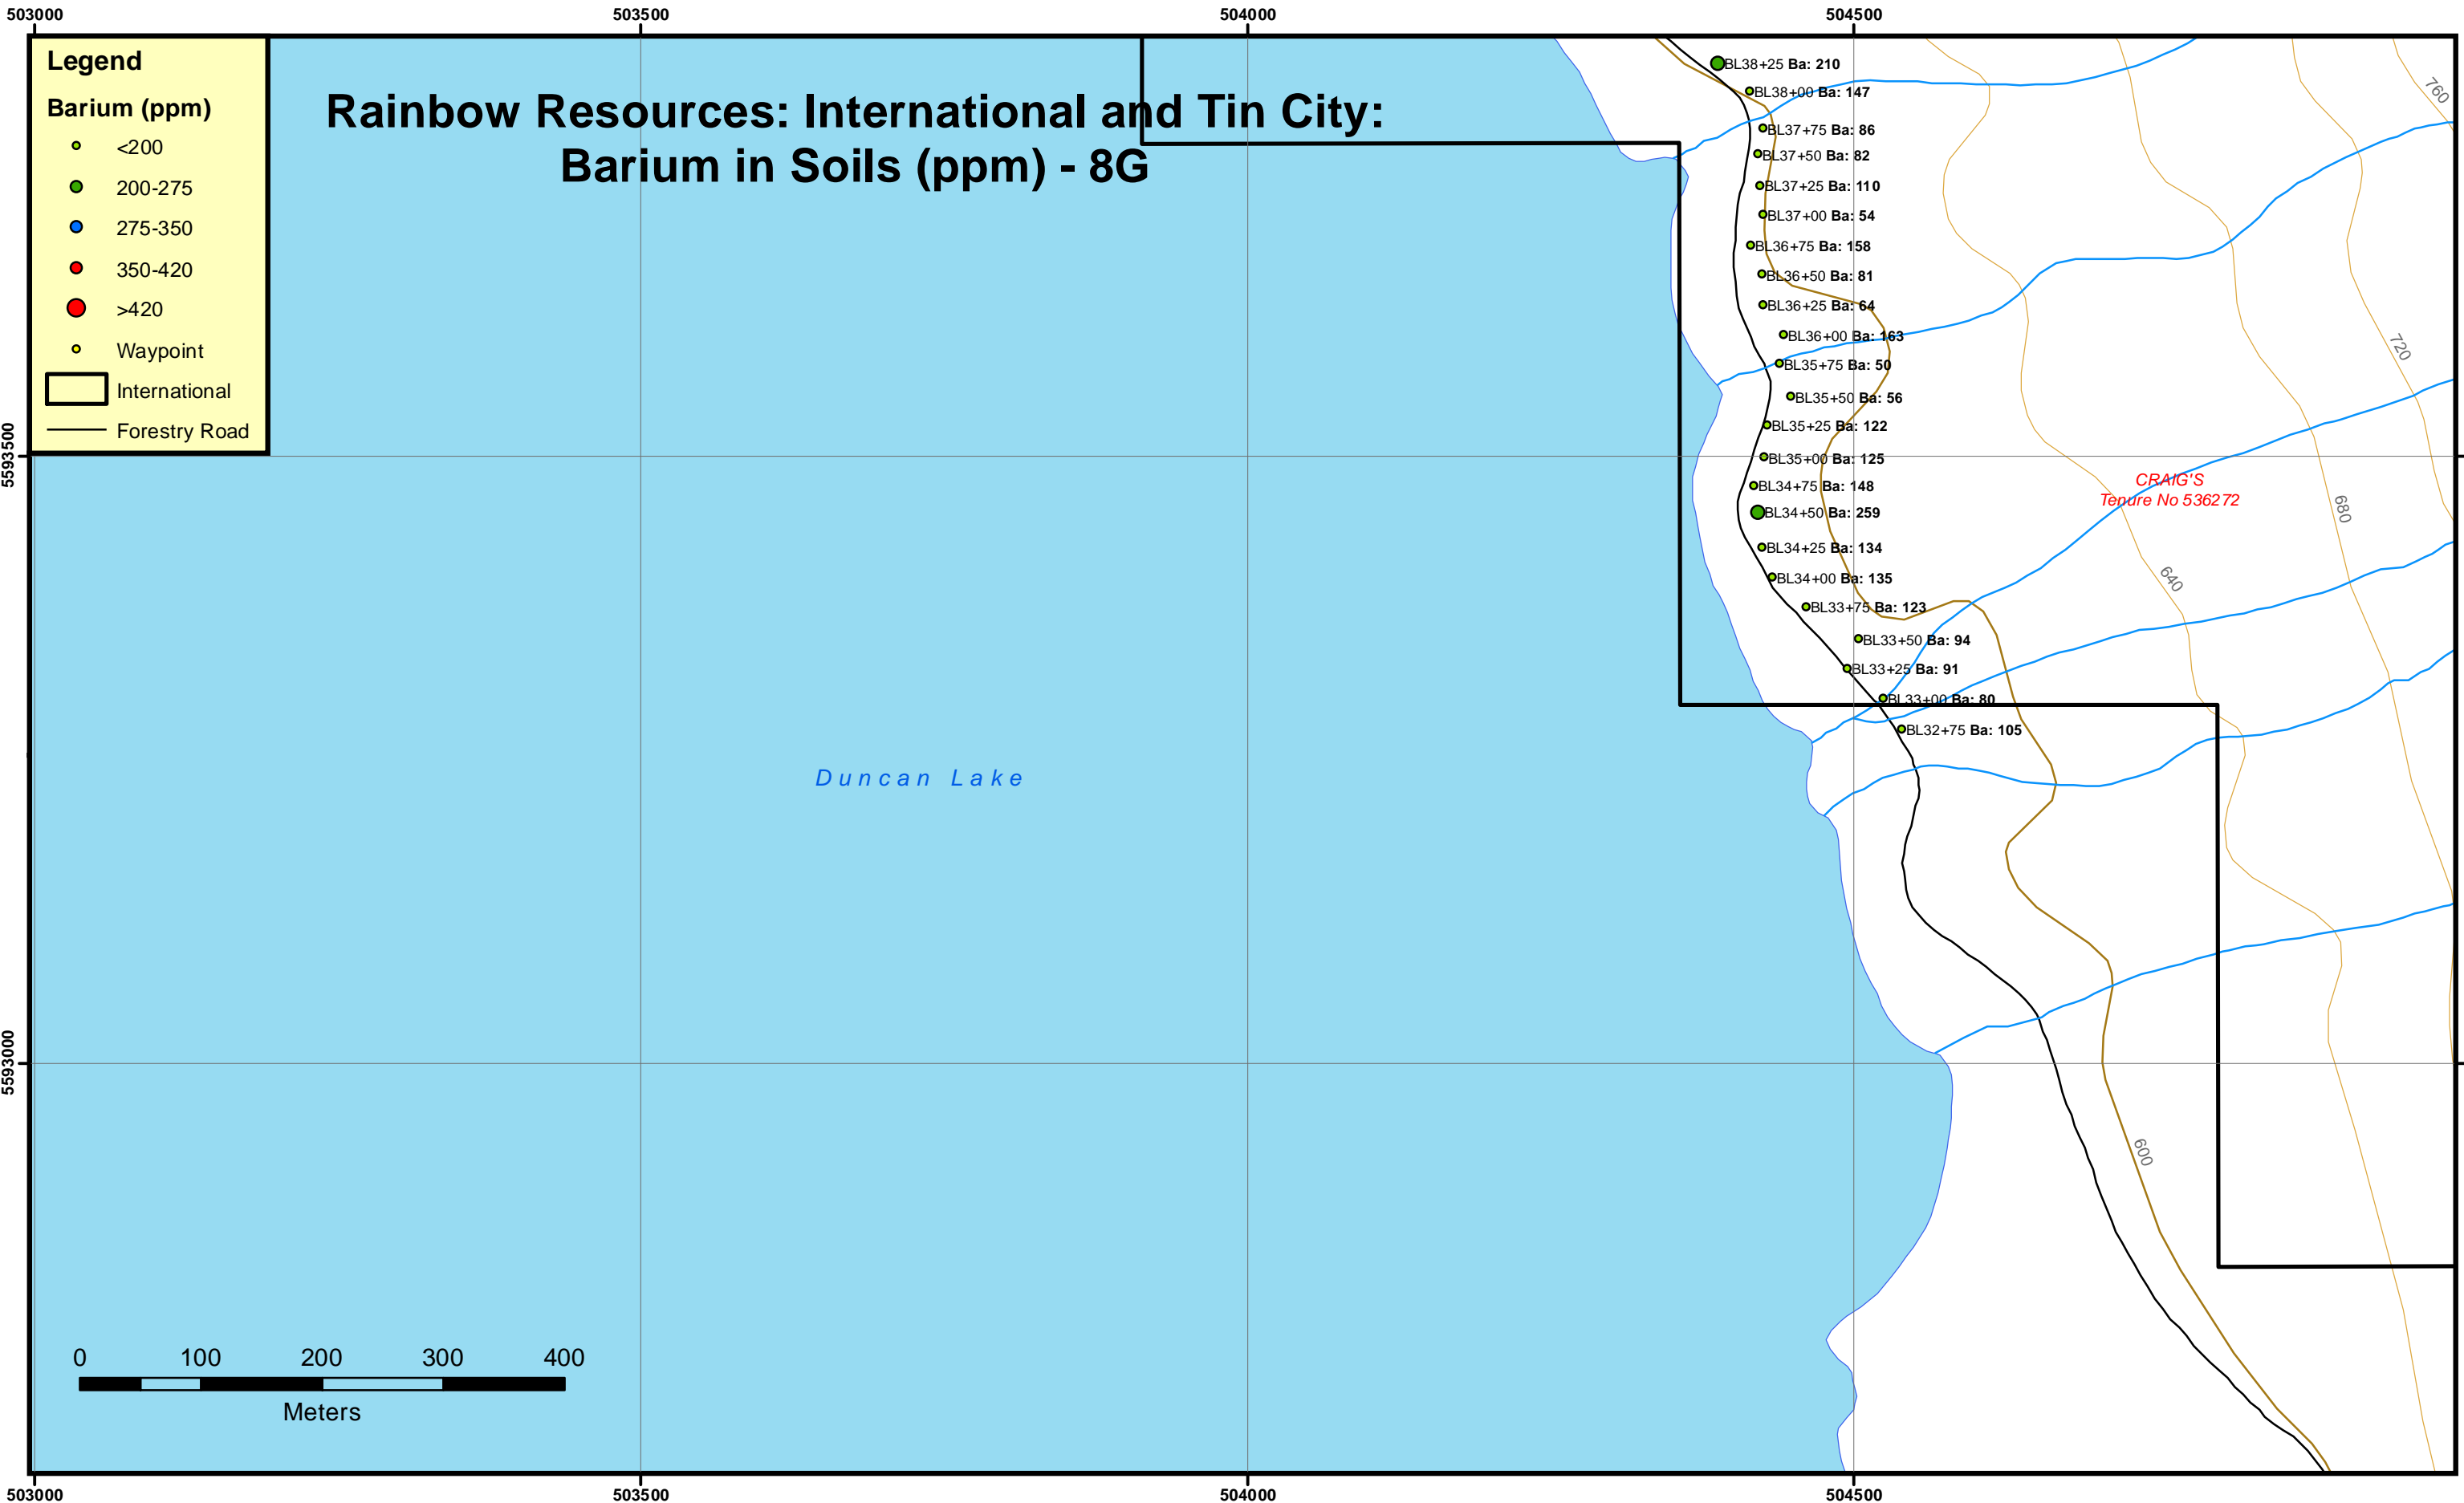 503000
503500
504000
504500
Legend
Barium (ppm)
<200
200-275
275-350
350-420
>420
Waypoint
International
Forestry Road
Rainbow Resources: International and Tin City:
Barium in Soils (ppm) - 8G
BL38+25 Ba: 210
BL38+00 Ba: 147
BL37+75 Ba: 86
BL37+50 Ba: 82
BL37+25 Ba: 110
BL37+00 Ba: 54
BL36+75 Ba: 158
BL36+50 Ba: 81
BL36+25 Ba: 64
BL36+00 Ba: 163
BL35+75 Ba: 50
BL35+50 Ba: 56
BL35+25 Ba: 122
BL35+00 Ba: 125
BL34+75 Ba: 148
BL34+50 Ba: 259
BL34+25 Ba: 134
BL34+00 Ba: 135
BL33+75 Ba: 123
BL33+50 Ba: 94
BL33+25 Ba: 91
BL33+00 Ba: 80
BL32+75 Ba: 105
760
720
680
640
600
CRAIG'S
Tenure No 536272
Duncan Lake
5593500
5593000
0 100 200 300 400
Meters
503000
503500
504000
504500